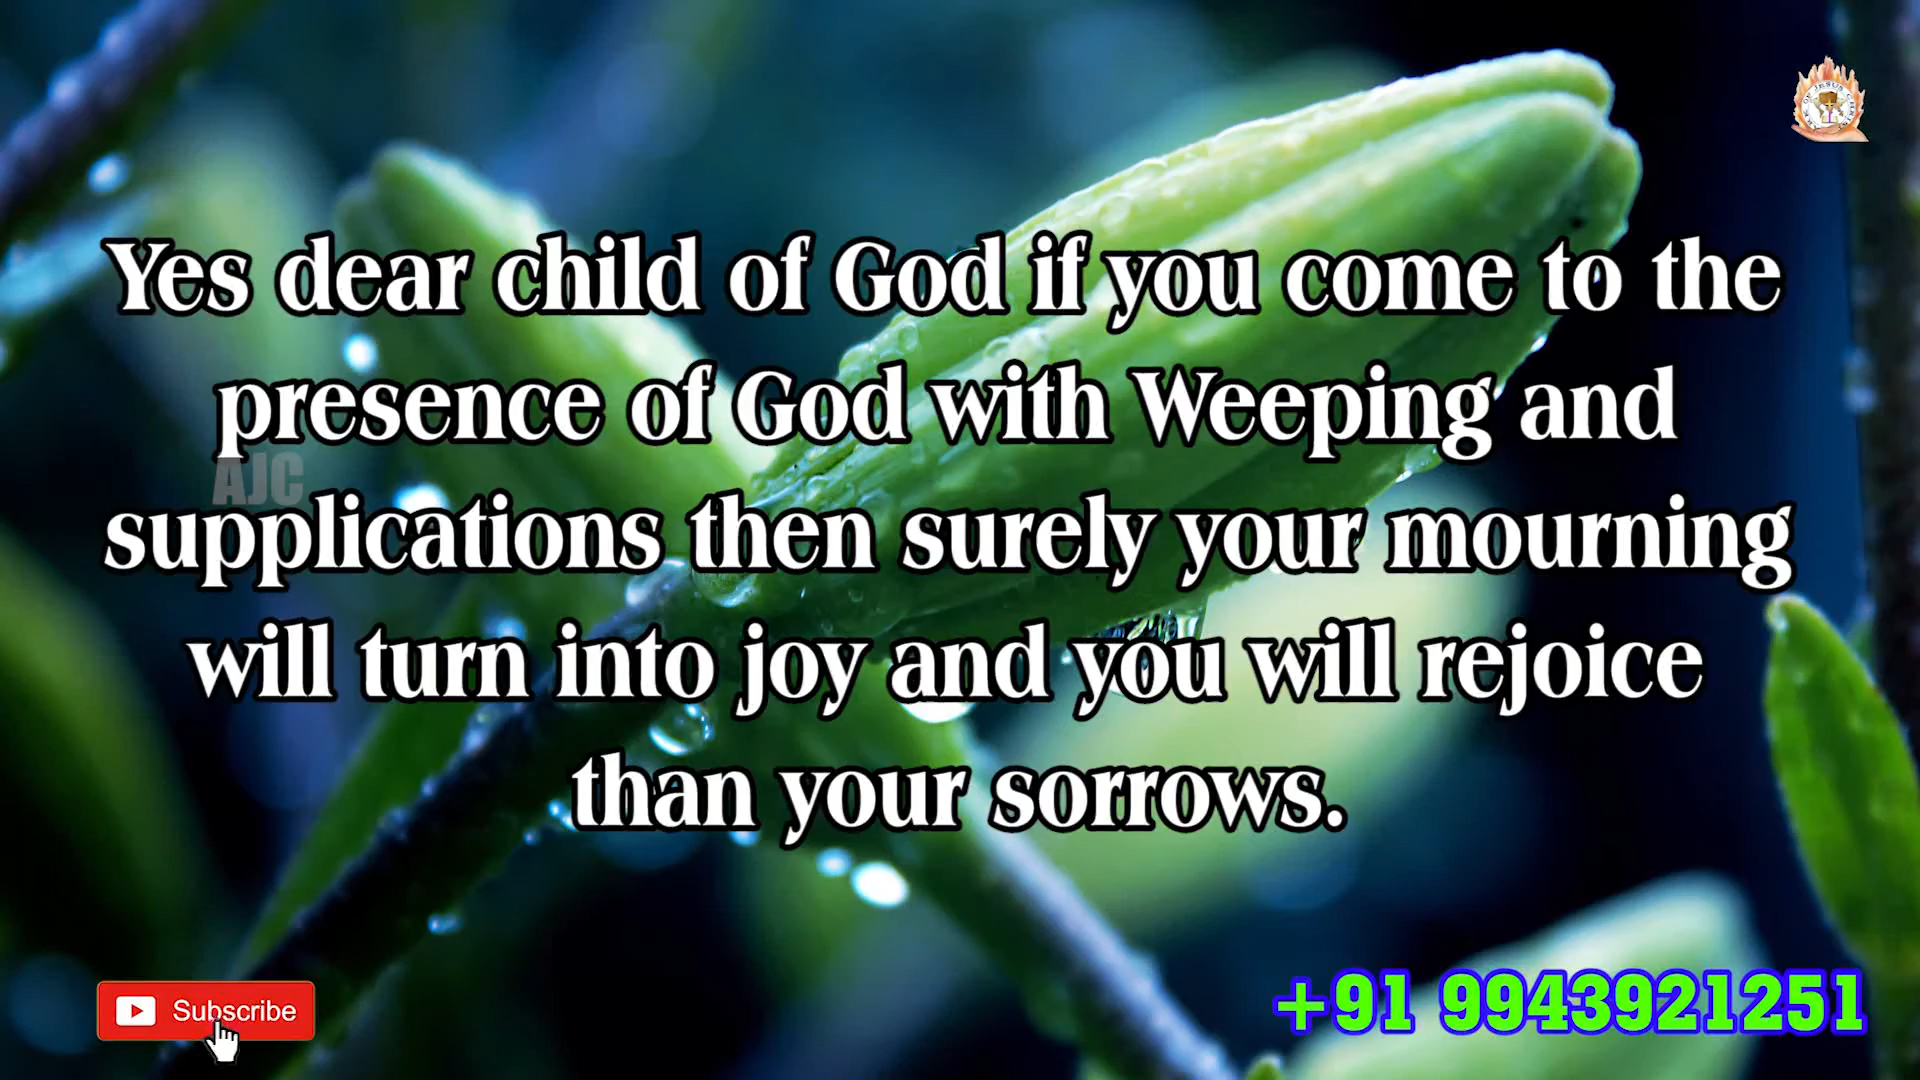 Yes dear child of God if you come to the
presence of God with Weeping and
AJC
supplications then surely your mourning
will turn into joy and you will rejoice
than your sorrows.
Subscribe
+91 9943921251